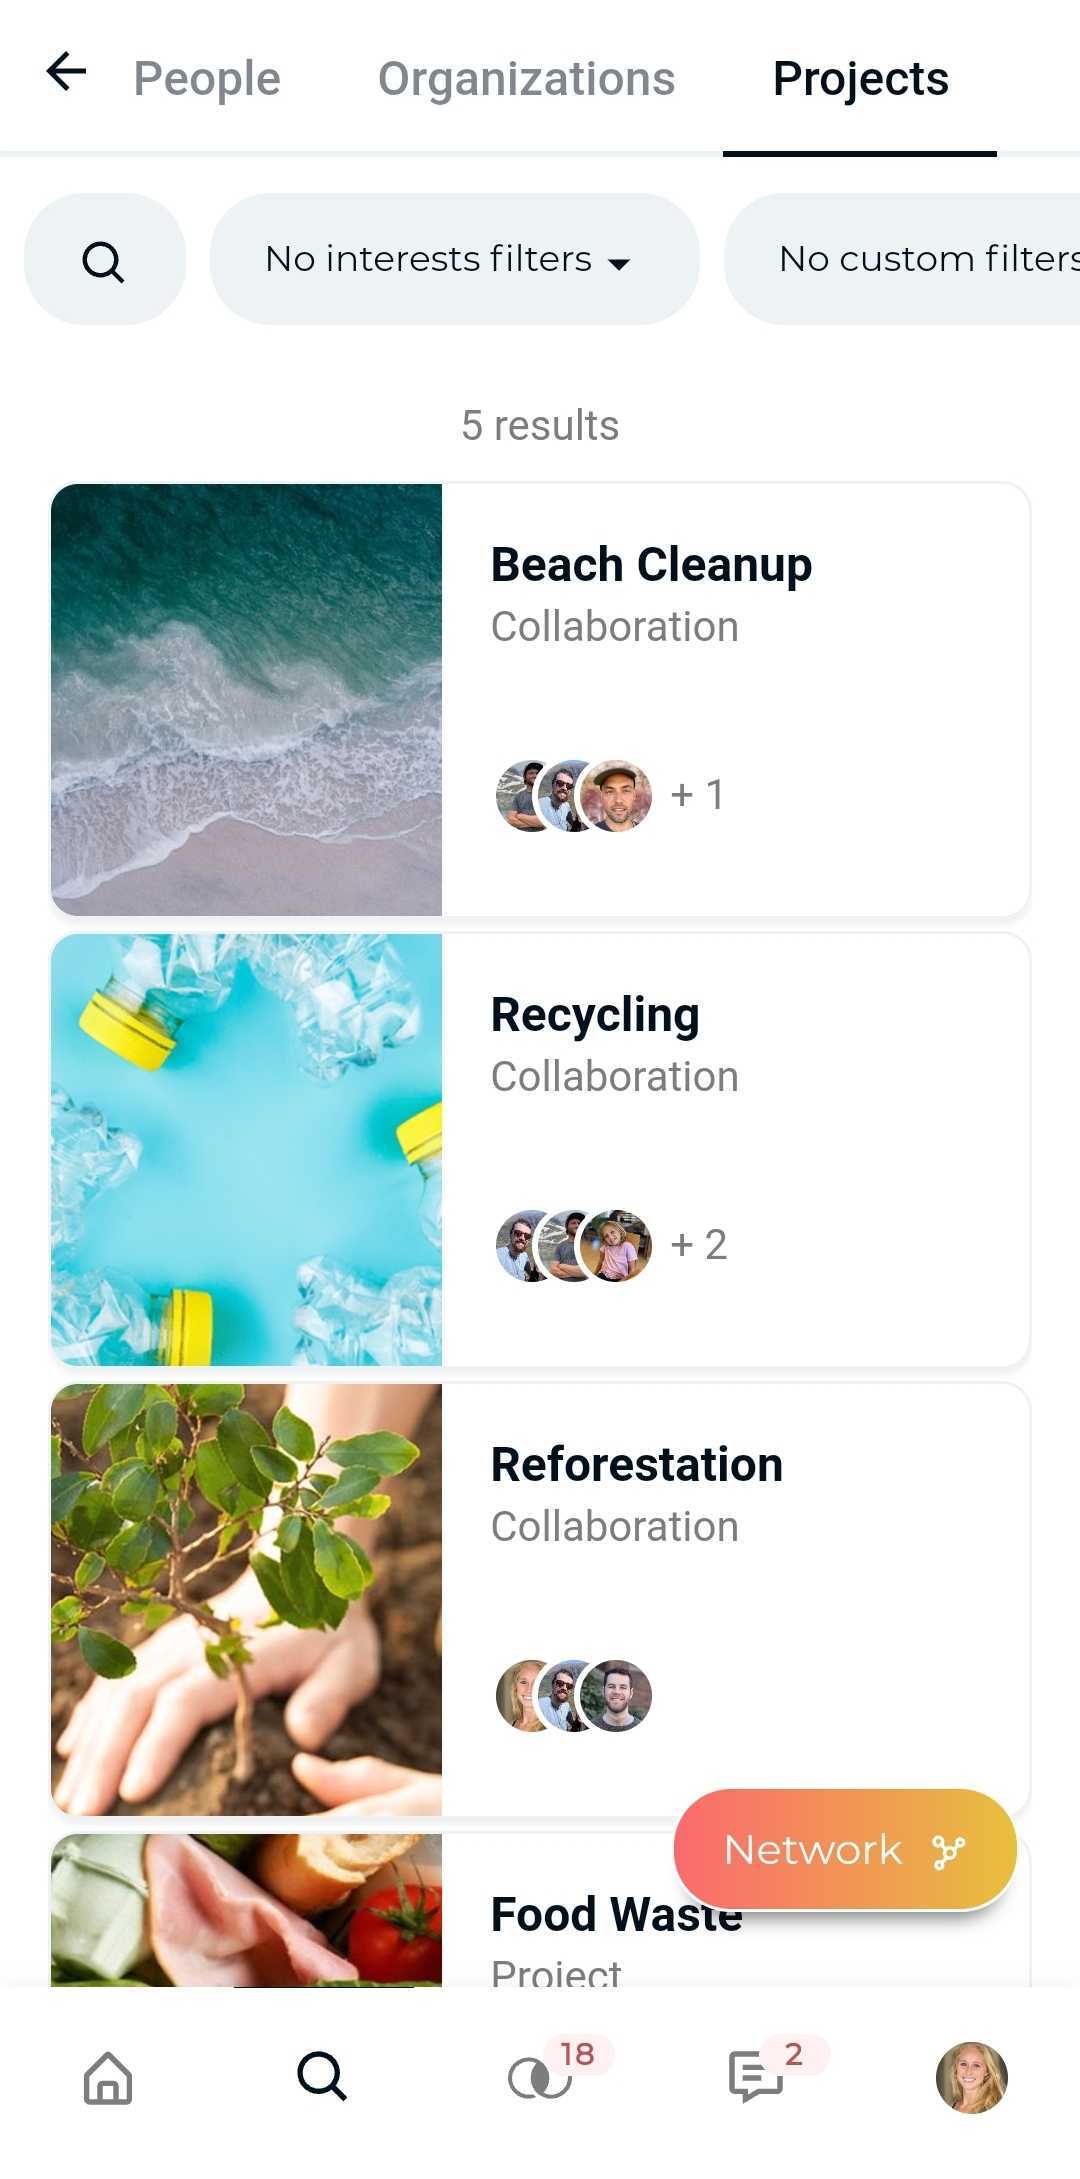 People Organizations Projects
No interests filters No custom filters
5 results
Beach Cleanup
Collaboration
+ 1
Recycling
Collaboration
+ 2
Reforestation
Collaboration
Network
Food Waste
Project
18
2